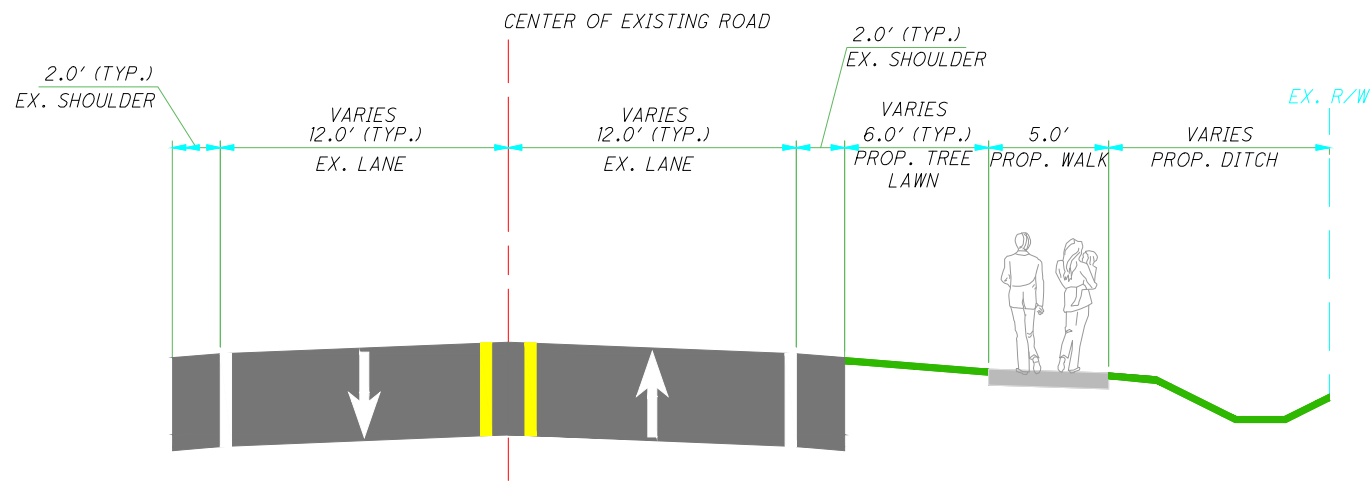 CENTER OF EXISTING ROAD
2.0' (TYP.)
EX. SHOULDER
VARIES
12.0' (TYP.)
EX. LANE
VARIES
12.0' (TYP.)
EX. LANE
2.0' (TYP.)
EX. SHOULDER
VARIES
6.0' (TYP.)
PROP. TREE
LAWN
5.0'
PROP. WALK
VARIES
PROP. DITCH
EX. R/W